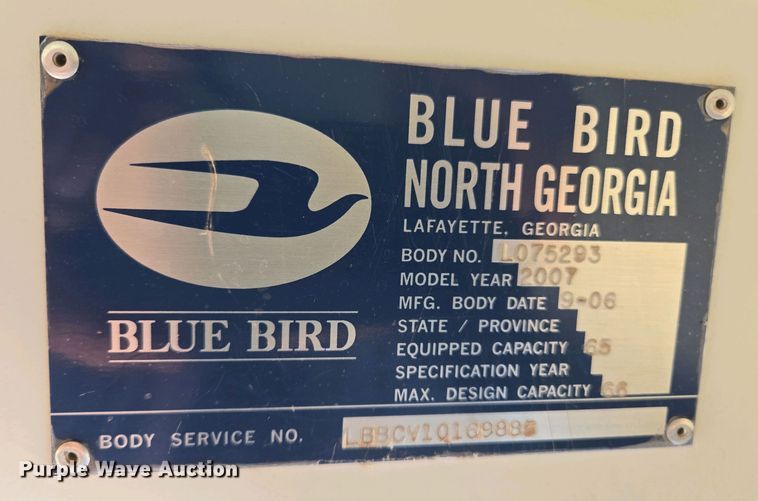 BLUE BIRD
NORTH GEORGIA
LAFAYETTE, GEORGIA
BODY NO. L075293
MODEL YEAR 2007
MFG. BODY DATE 9-06
STATE / PROVINCE
EQUIPPED CAPACITY 65
SPECIFICATION YEAR
MAX. DESIGN CAPACITY 66
BLUE BIRD
BODY SERVICE NO.
Purple Wave Auction